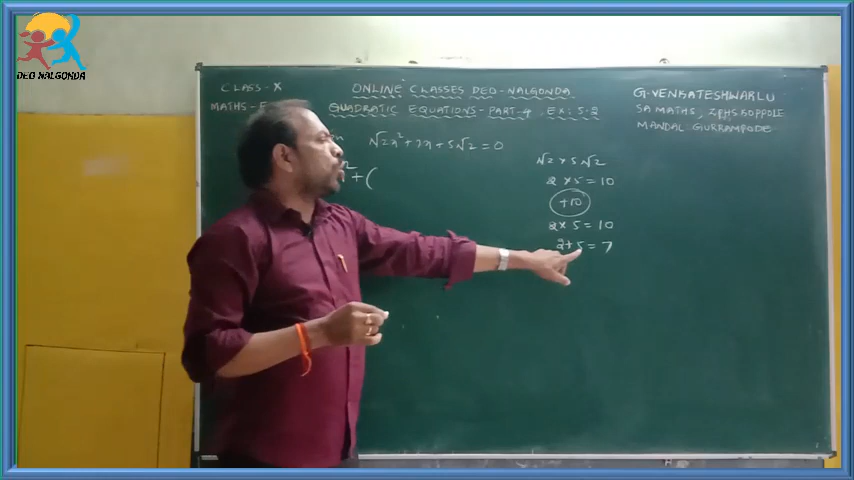 DEO NALGONDA
CLASS-X
ONLINE CLASSES DEO-NALGONDA
G. VENKATESHWARLU
MATHS-E
QUADRATIC EQUATIONS-PART-4, EX: 5.2
SA MATHS, ZPHS KOPPOLE
MANDAL GURRAMPODE
√2x²+7x+5√2=0
²+(
√2×5√2
2×5=10
+10
2×5=10
2+5=7